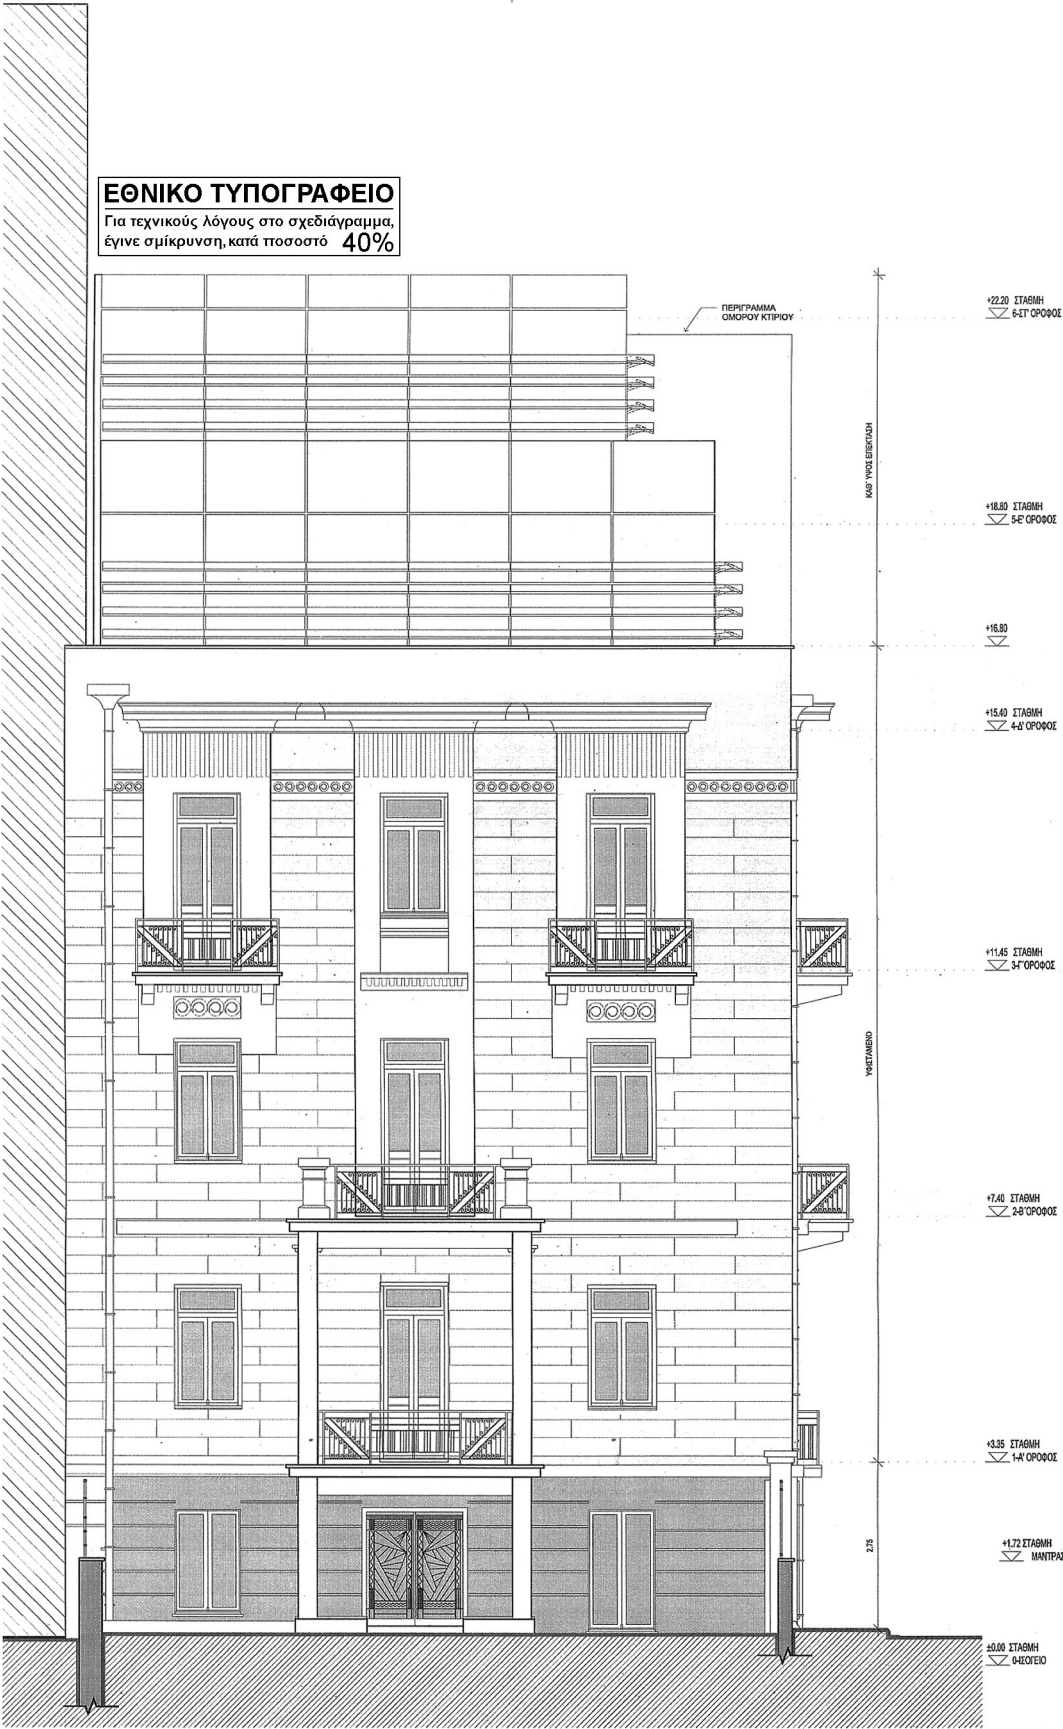 ΕΘΝΙΚΟ ΤΥΠΟΓΡΑΦΕΙΟ
Για τεχνικούς λόγους στο σχεδιάγραμμα,
έγινε σμίκρυνση, κατά ποσοστό 40%
ΠΕΡΙΓΡΑΜΜΑ
ΟΜΟΡΟΥ ΚΤΙΡΙΟΥ
+22.20 ΣΤΑΘΜΗ
6-ΣΤ' ΟΡΟΦΟΣ
ΚΑΘ' ΥΨΟΣ ΕΠΕΚΤΑΣΗ
+18.80 ΣΤΑΘΜΗ
5-Ε' ΟΡΟΦΟΣ
+16.80
+15.40 ΣΤΑΘΜΗ
4-Δ' ΟΡΟΦΟΣ
+11.45 ΣΤΑΘΜΗ
3-Γ' ΟΡΟΦΟΣ
ΥΦΙΣΤΑΜΕΝΟ
+7.40 ΣΤΑΘΜΗ
2-Β' ΟΡΟΦΟΣ
+3.35 ΣΤΑΘΜΗ
1-Α' ΟΡΟΦΟΣ
2.75
+1.72 ΣΤΑΘΜΗ
ΜΑΝΤΡΑΣ
±0.00 ΣΤΑΘΜΗ
0-ΙΣΟΓΕΙΟ